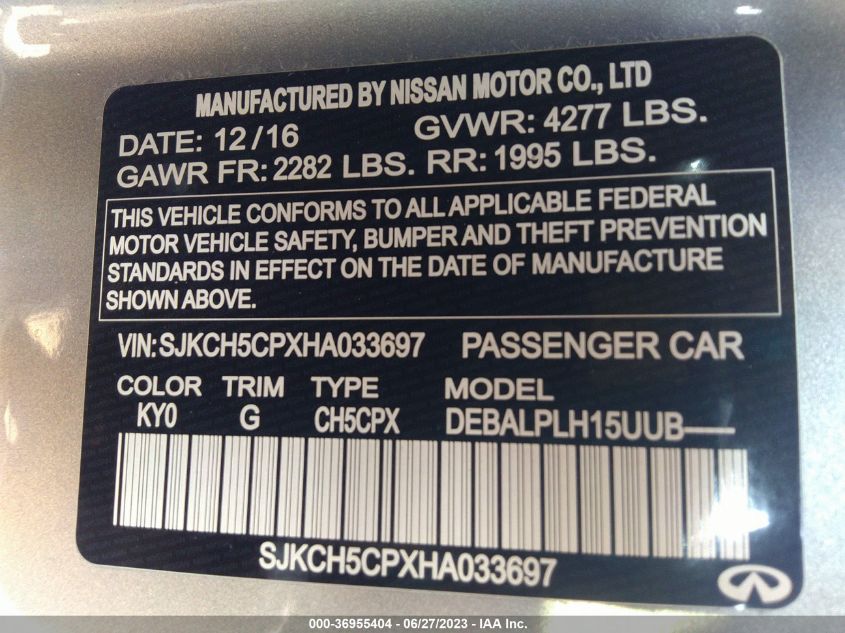 MANUFACTURED BY NISSAN MOTOR CO., LTD
DATE: 12/16 GVWR: 4277 LBS.
GAWR FR: 2282 LBS. RR: 1995 LBS.
THIS VEHICLE CONFORMS TO ALL APPLICABLE FEDERAL
MOTOR VEHICLE SAFETY, BUMPER AND THEFT PREVENTION
STANDARDS IN EFFECT ON THE DATE OF MANUFACTURE
SHOWN ABOVE.
VIN: SJKCH5CPXHA033697 PASSENGER CAR
COLOR TRIM TYPE MODEL
KY0 G CH5CPX DEBALPLH15UUB-----
SJKCH5CPXHA033697
000-36955404 - 06/27/2023 - IAA Inc.